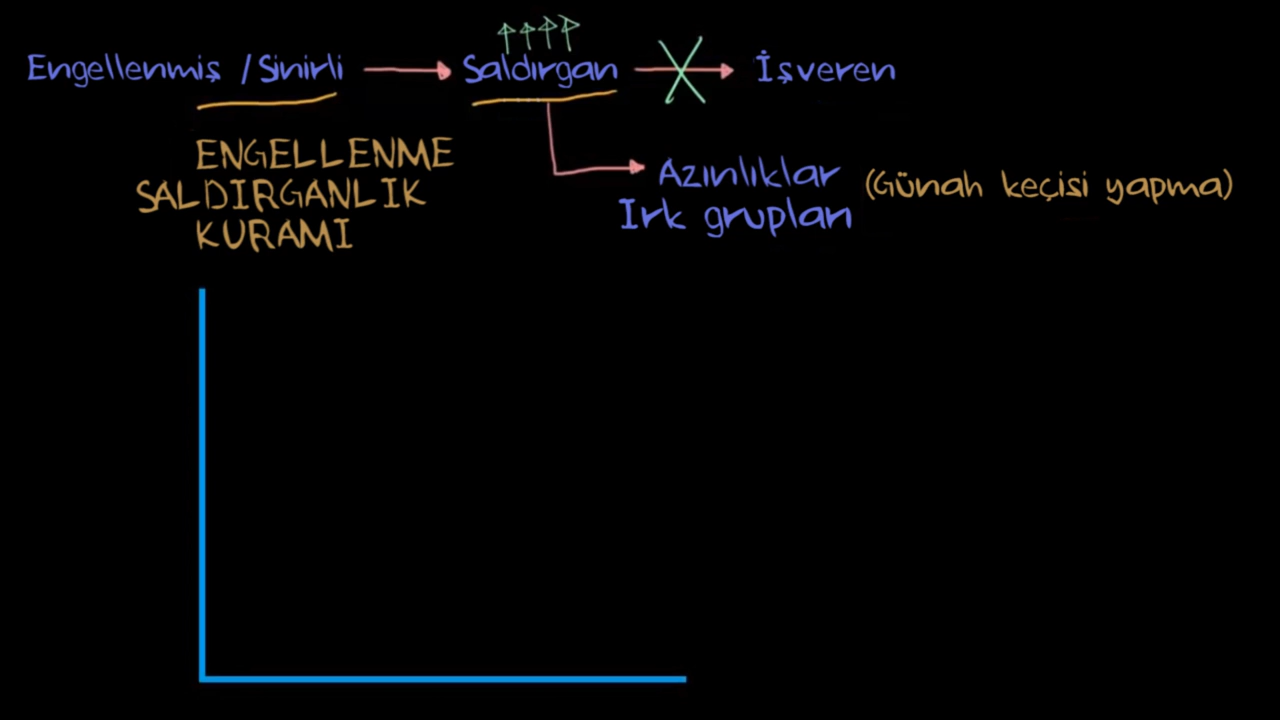 Engellenmiş / Sinirli Saldırgan İşveren
ENGELLENME
SALDIRGANLIK
KURAMI
Azınlıklar (Günah keçisi yapma)
Irk grupları